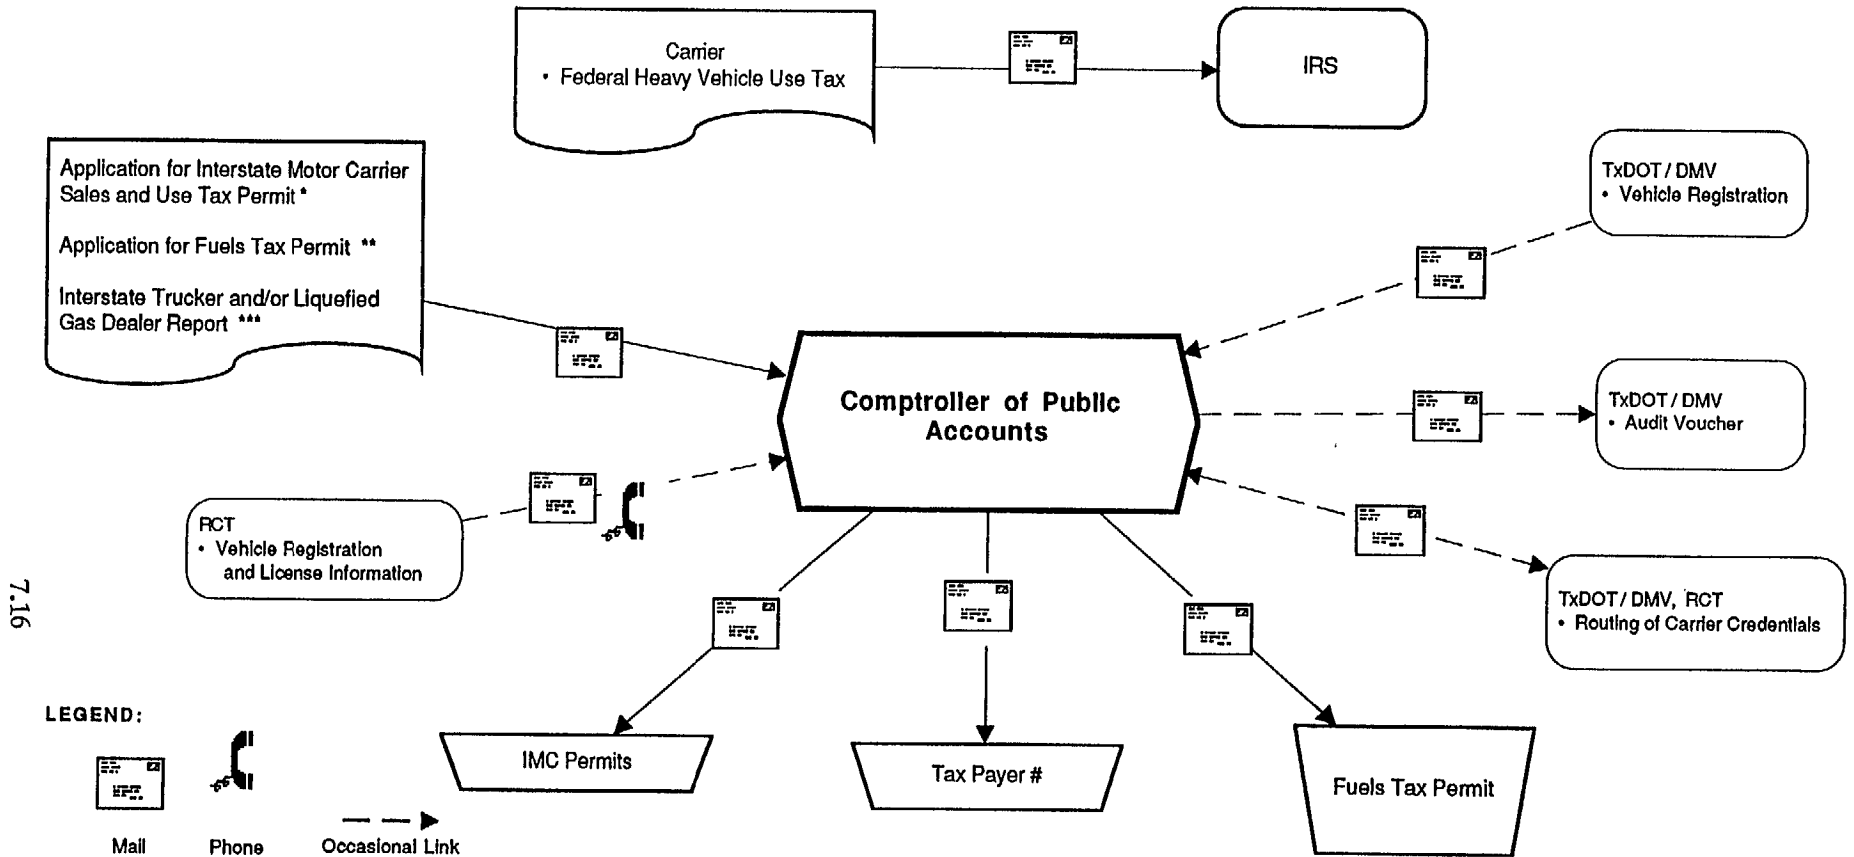 Carrier
• Federal Heavy Vehicle Use Tax
IRS
Application for Interstate Motor Carrier
Sales and Use Tax Permit *
Application for Fuels Tax Permit **
Interstate Trucker and/or Liquefied
Gas Dealer Report ***
TxDOT / DMV
• Vehicle Registration
Comptroller of Public
Accounts
TxDOT / DMV
• Audit Voucher
RCT
• Vehicle Registration
and License Information
TxDOT / DMV, RCT
• Routing of Carrier Credentials
IMC Permits
Tax Payer #
Fuels Tax Permit
LEGEND:
Mail
Phone
Occasional Link
7.16